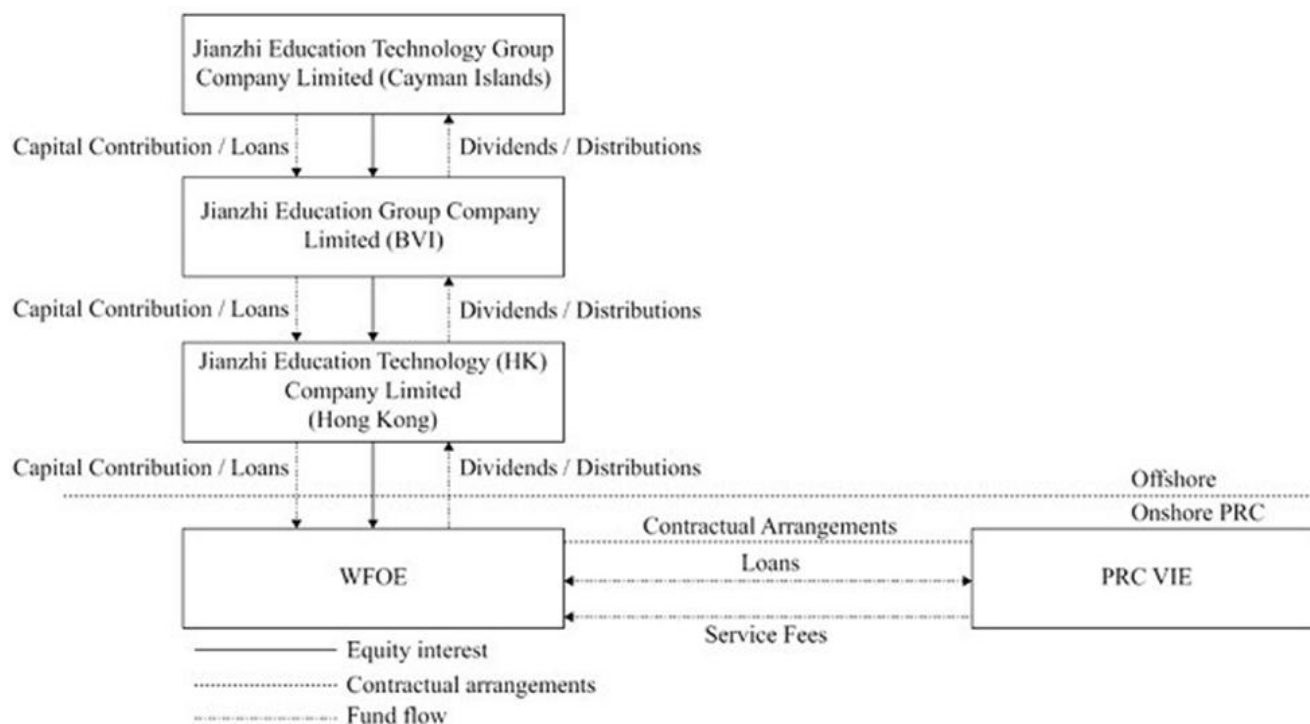 Jianzhi Education Technology Group
Company Limited (Cayman Islands)
Capital Contribution / Loans
Dividends / Distributions
Jianzhi Education Group Company
Limited (BVI)
Capital Contribution / Loans
Dividends / Distributions
Jianzhi Education Technology (HK)
Company Limited
(Hong Kong)
Capital Contribution / Loans
Dividends / Distributions
Offshore
Onshore PRC
Contractual Arrangements
WFOE
Loans
PRC VIE
Service Fees
Equity interest
Contractual arrangements
Fund flow